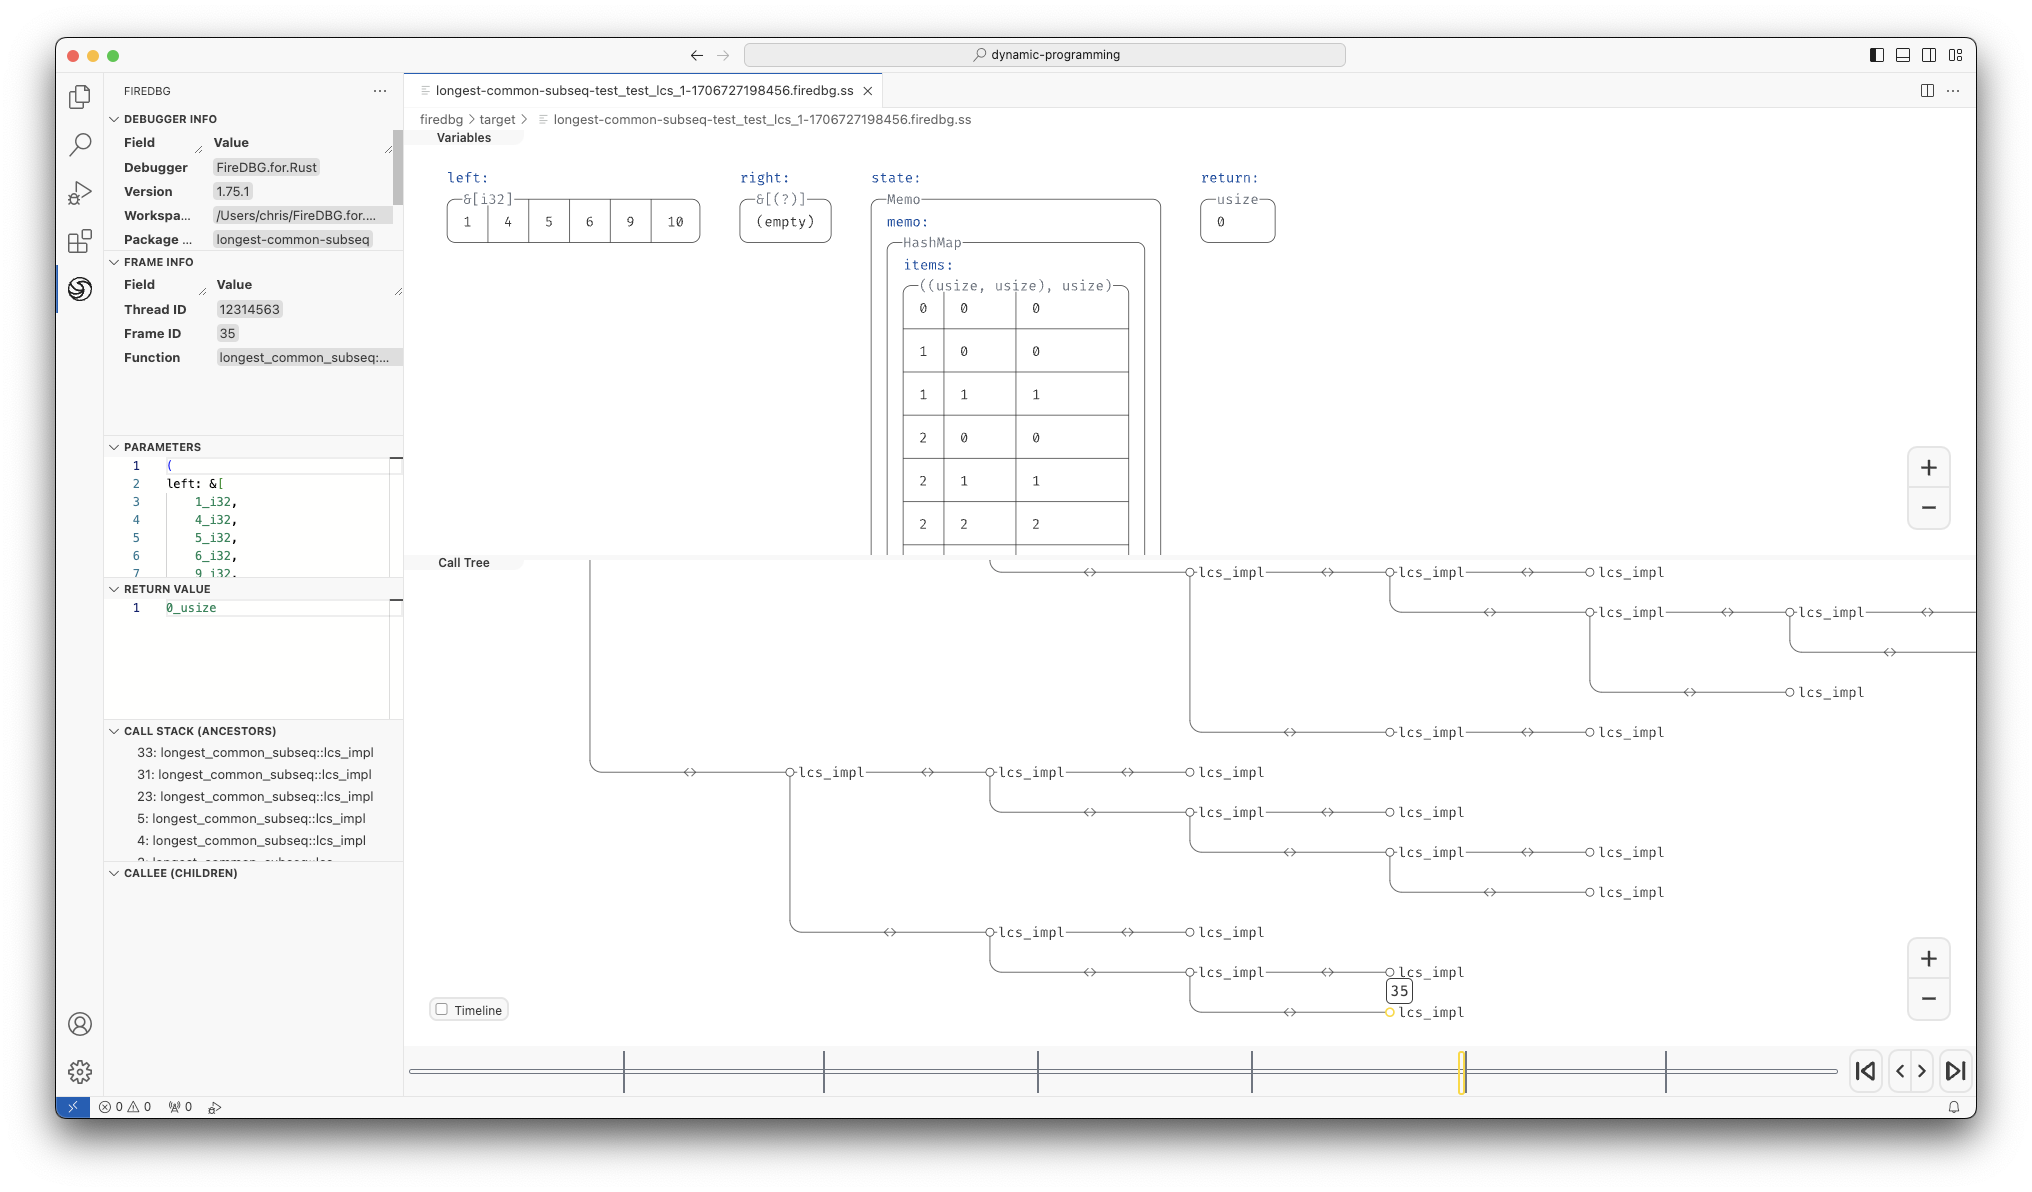 dynamic-programming
FIREDBG
DEBUGGER INFO
Field Value
Debugger FireDBG.for.Rust
Version 1.75.1
Workspa... /Users/chris/FireDBG.for....
Package ... longest-common-subseq
FRAME INFO
Field Value
Thread ID 12314563
Frame ID 35
Function longest_common_subseq:...
PARAMETERS
1 (
2 left: &[
3 1_i32,
4 4_i32,
5 5_i32,
6 6_i32,
7 9_i32,
RETURN VALUE
1 0_usize
CALL STACK (ANCESTORS)
33: longest_common_subseq::lcs_impl
31: longest_common_subseq::lcs_impl
23: longest_common_subseq::lcs_impl
5: longest_common_subseq::lcs_impl
4: longest_common_subseq::lcs_impl
CALLEE (CHILDREN)
longest-common-subseq-test_test_lcs_1-1706727198456.firedbg.ss
firedbg > target > longest-common-subseq-test_test_lcs_1-1706727198456.firedbg.ss
Variables
left: right: state: return:
&[i32] &[(?)] Memo usize
1 4 5 6 9 10 (empty) memo: 0
HashMap
items:
((usize, usize), usize)
0 0 0
1 0 0
1 1 1
2 0 0
2 1 1
2 2 2
+
−
Call Tree
lcs_impl lcs_impl lcs_impl
lcs_impl lcs_impl
lcs_impl
lcs_impl lcs_impl
lcs_impl lcs_impl lcs_impl
lcs_impl lcs_impl
lcs_impl lcs_impl
lcs_impl
lcs_impl lcs_impl
lcs_impl lcs_impl
35
lcs_impl
+
−
Timeline
0 0 0